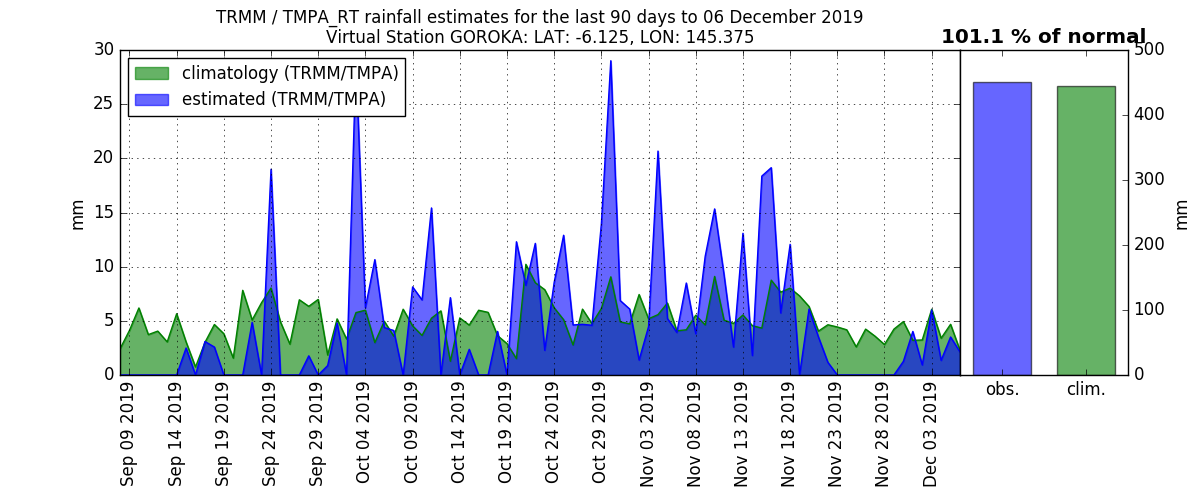 TRMM / TMPA_RT rainfall estimates for the last 90 days to 06 December 2019
Virtual Station GOROKA: LAT: -6.125, LON: 145.375
101.1 % of normal
climatology (TRMM/TMPA)
estimated (TRMM/TMPA)
30
25
20
15
10
5
0
mm
500
400
300
200
100
0
mm
Sep 09 2019
Sep 14 2019
Sep 19 2019
Sep 24 2019
Sep 29 2019
Oct 04 2019
Oct 09 2019
Oct 14 2019
Oct 19 2019
Oct 24 2019
Oct 29 2019
Nov 03 2019
Nov 08 2019
Nov 13 2019
Nov 18 2019
Nov 23 2019
Nov 28 2019
Dec 03 2019
obs.
clim.